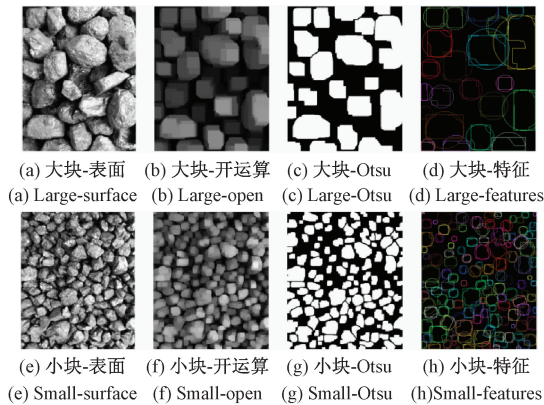 (a) 大块-表面 (b) 大块-开运算 (c) 大块-Otsu (d) 大块-特征
(a) Large-surface (b) Large-open (c) Large-Otsu (d) Large-features
(e) 小块-表面 (f) 小块-开运算 (g) 小块-Otsu (h) 小块-特征
(e) Small-surface (f) Small-open (g) Small-Otsu (h)Small-features